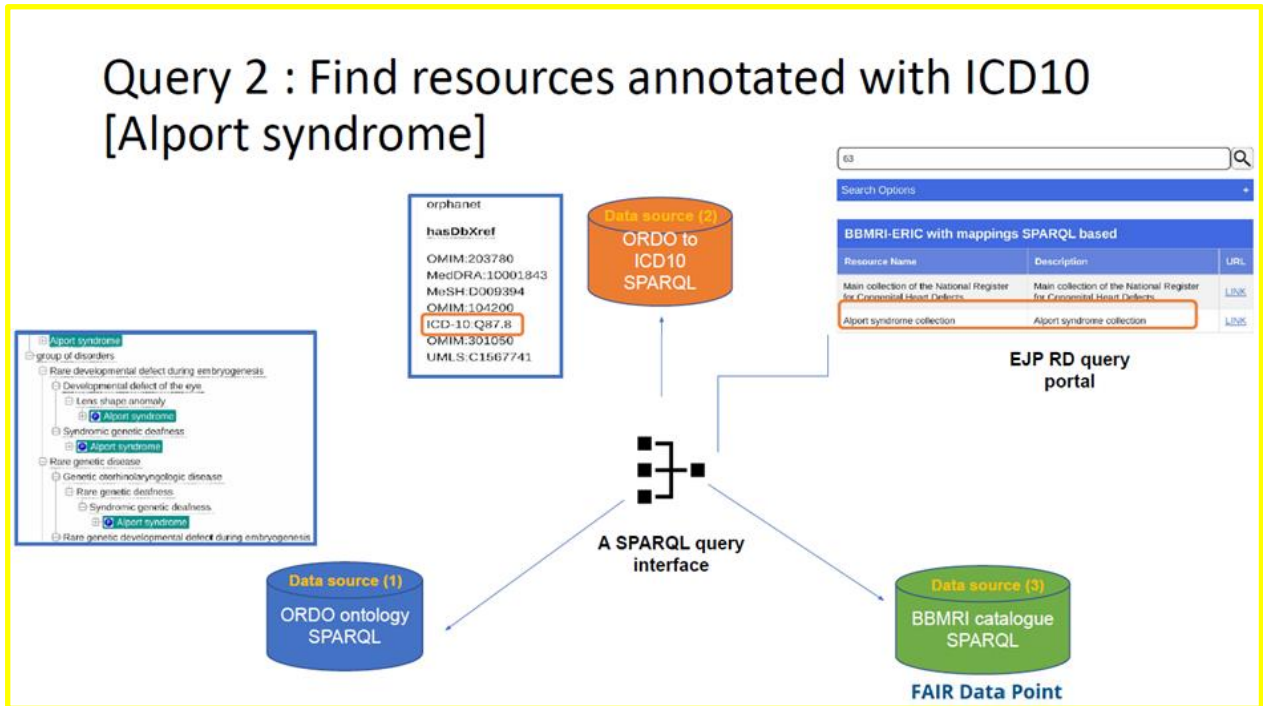 Query 2 : Find resources annotated with ICD10
[Alport syndrome]
63
Search Options
+
BBMRI-ERIC with mappings SPARQL based
Resource Name
Description
URL
Main collection of the National Register
for Congenital Heart Defects
Main collection of the National Register
for Congenital Heart Defects
LINK
Alport syndrome collection
Alport syndrome collection
LINK
EJP RD query
portal
orphanet
hasDbXref
OMIM:203780
MedDRA:10001843
MeSH:D009394
OMIM:104200
ICD-10:Q87.8
OMIM:301050
UMLS:C1567741
Data source (2)
ORDO to
ICD10
SPARQL
Alport syndrome
group of disorders
Rare developmental defect during embryogenesis
Developmental defect of the eye
Lens shape anomaly
Alport syndrome
Syndromic genetic deafness
Alport syndrome
Rare genetic disease
Genetic otorhinolaryngologic disease
Rare genetic deafness
Syndromic genetic deafness
Alport syndrome
Rare genetic developmental defect during embryogenesis
A SPARQL query
interface
Data source (1)
ORDO ontology
SPARQL
Data source (3)
BBMRI catalogue
SPARQL
FAIR Data Point